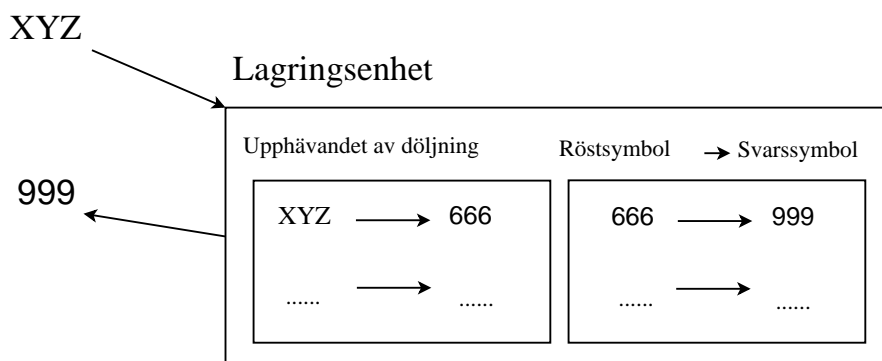 XYZ
Lagringsenhet
Upphävandet av döljning
Röstsymbol Svarssymbol
999
XYZ 666
666 999
...... ......
...... ......